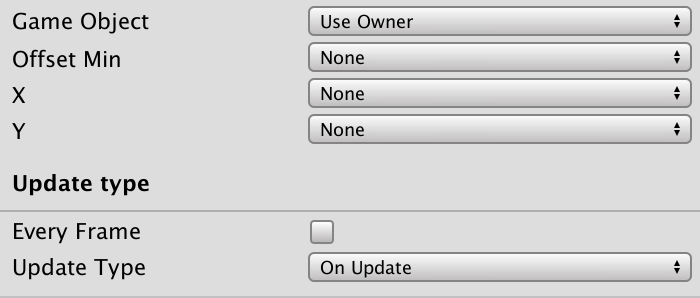 Game Object Use Owner
Offset Min None
X None
Y None
Update type
Every Frame
Update Type On Update